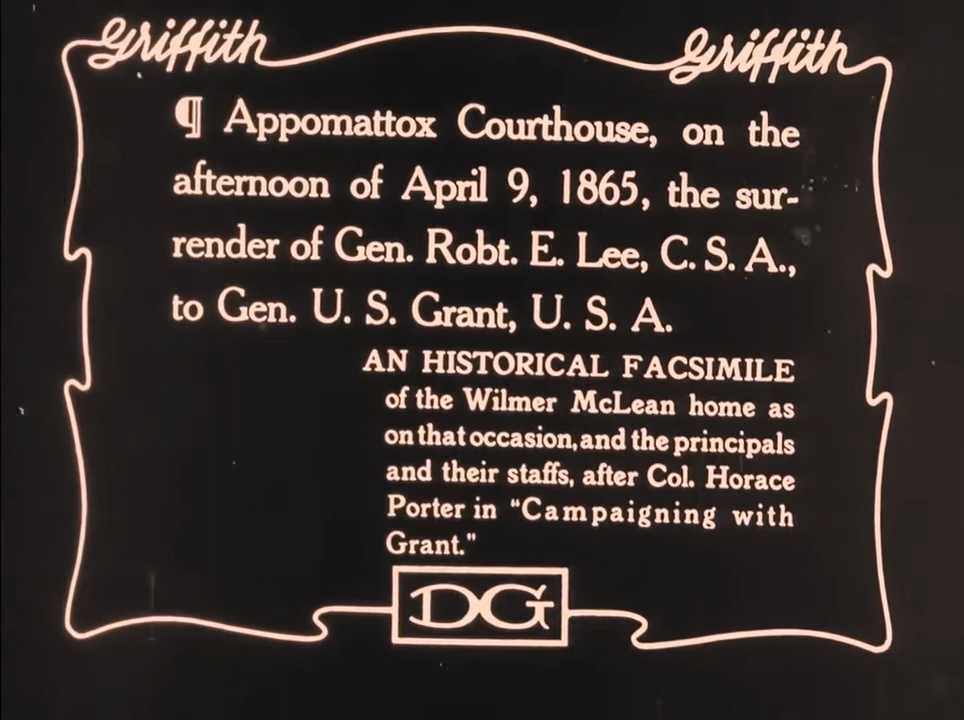 Griffith Griffith
¶ Appomattox Courthouse, on the
afternoon of April 9, 1865, the sur-
render of Gen. Robt. E. Lee, C. S. A.,
to Gen. U. S. Grant, U. S. A.
AN HISTORICAL FACSIMILE
of the Wilmer McLean home as
on that occasion, and the principals
and their staffs, after Col. Horace
Porter in "Campaigning with
Grant."
DG